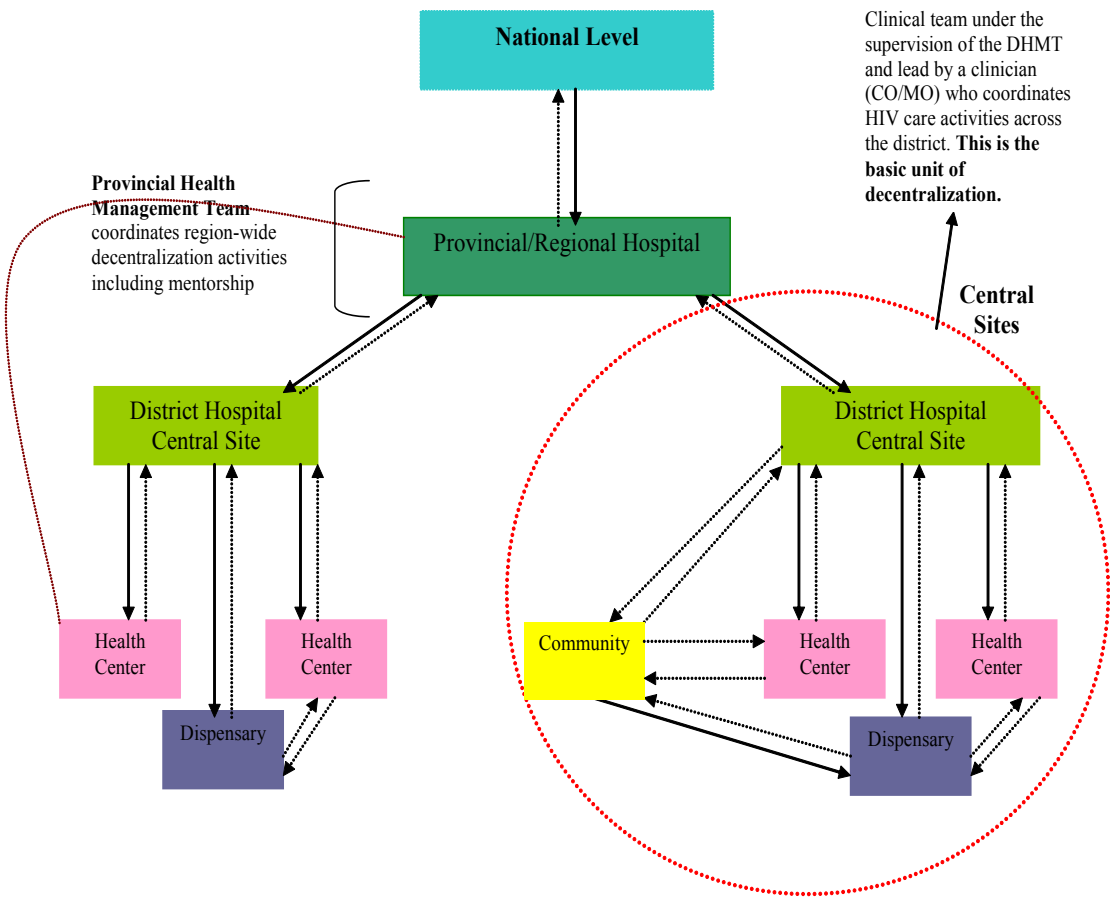 National Level
Clinical team under the
supervision of the DHMT
and lead by a clinician
(CO/MO) who coordinates
HIV care activities across
the district. This is the
basic unit of
decentralization.
Provincial Health
Management Team
coordinates region-wide
decentralization activities
including mentorship
Provincial/Regional Hospital
Central
Sites
District Hospital
Central Site
District Hospital
Central Site
Health
Center
Health
Center
Community
Health
Center
Health
Center
Dispensary
Dispensary